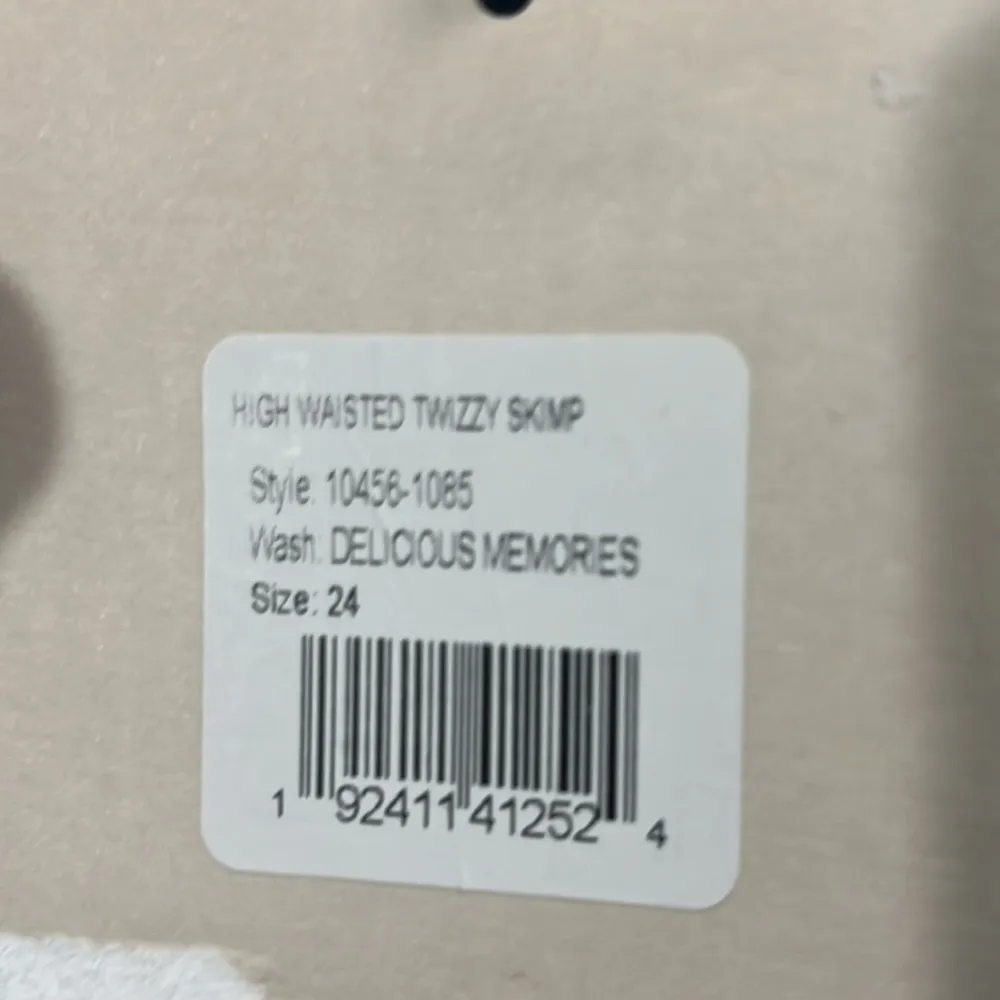 HIGH WAISTED TWIZZY SKIMP
Style: 10456-1085
Wash: DELICIOUS MEMORIES
Size: 24
1 92411 41252 4